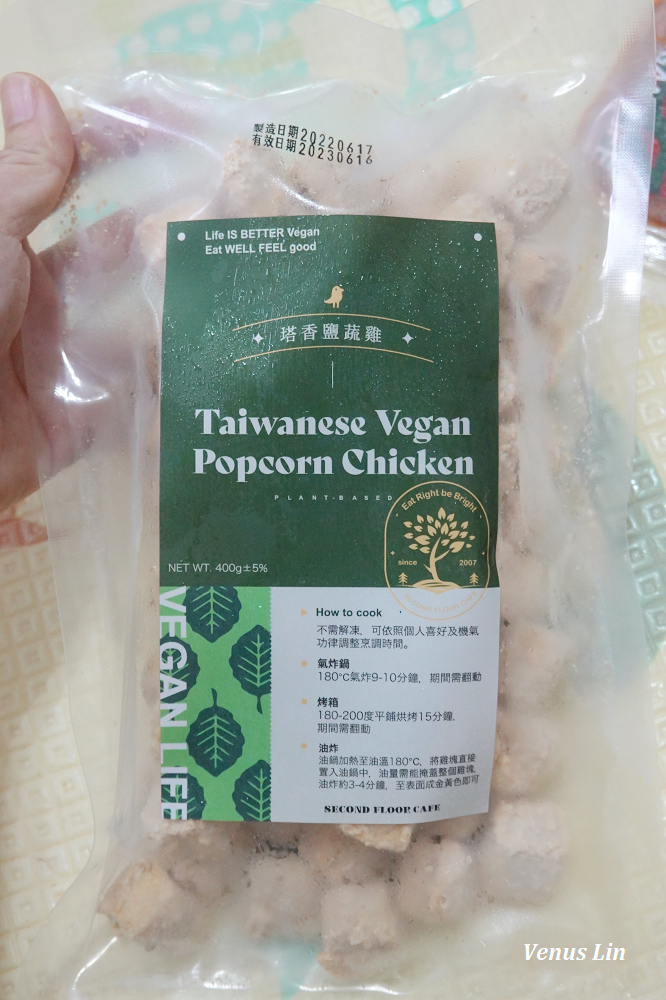 製造日期20220617
有效日期20230616
Life IS BETTER Vegan
Eat WELL FEEL good
塔香鹽蔬雞
Taiwanese Vegan
Popcorn Chicken
PLANT-BASED
Eat Right be Bright
since 2007
SECOND FLOOR CAFE
NET WT. 400g±5%
VEGAN LIFE
How to cook
不需解凍，可依照個人喜好及機氣
功律調整烹調時間。
氣炸鍋
180°C氣炸9-10分鐘，期間需翻動
烤箱
180-200度平鋪烘烤15分鐘，
期間需翻動
油炸
油鍋加熱至油溫180°C，將雞塊直接
置入油鍋中，油量需能掩蓋整個雞塊，
油炸約3-4分鐘，至表面成金黃色即可
SECOND FLOOR CAFE
Venus Lin